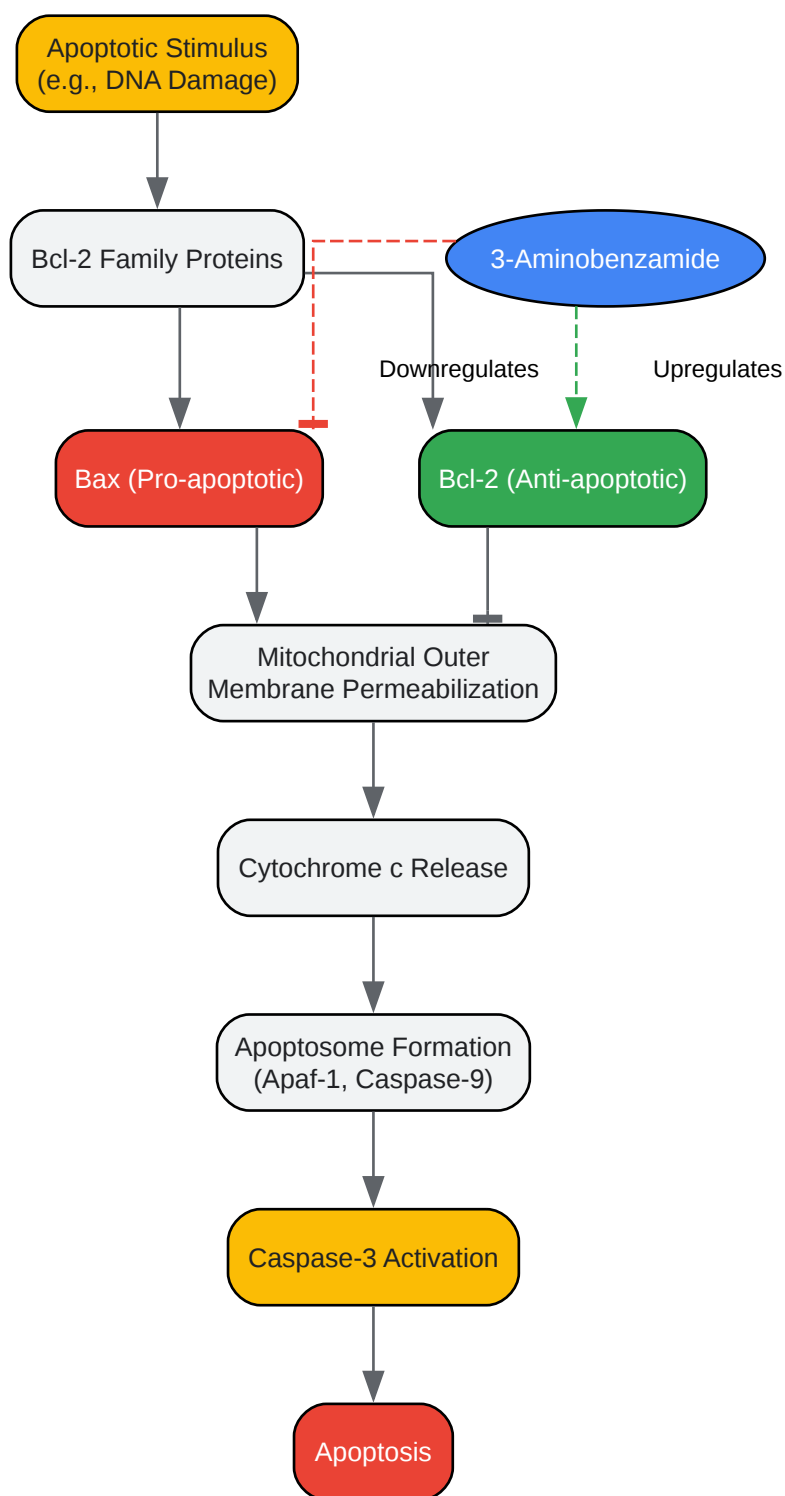 Apoptotic Stimulus
(e.g., DNA Damage)
Bcl-2 Family Proteins
3-Aminobenzamide
Downregulates
Upregulates
Bax (Pro-apoptotic)
Bcl-2 (Anti-apoptotic)
Mitochondrial Outer
Membrane Permeabilization
Cytochrome c Release
Apoptosome Formation
(Apaf-1, Caspase-9)
Caspase-3 Activation
Apoptosis